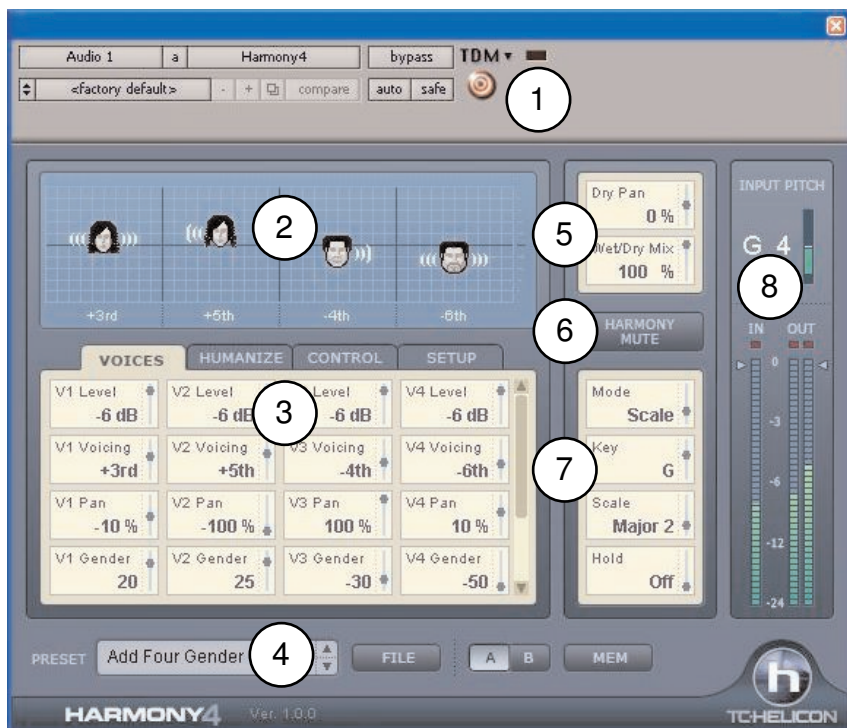 Audio 1 a Harmony4 bypass TDM
<factory default> - + compare auto safe
1
2
+3rd +5th -4th -6th
VOICES HUMANIZE CONTROL SETUP
V1 Level V2 Level Level V4 Level
-6 dB -6 dB -6 dB -6 dB
3
V1 Voicing V2 Voicing V3 Voicing V4 Voicing
+3rd +5th -4th -6th
V1 Pan V2 Pan V3 Pan V4 Pan
-10 % -100 % 100 % 10 %
V1 Gender V2 Gender V3 Gender V4 Gender
20 25 -30 -50
Dry Pan
0 %
5
Wet/Dry Mix
100 %
6
HARMONY
MUTE
Mode
Scale
7
Key
G
Scale
Major 2
Hold
Off
INPUT PITCH
G 4
8
IN OUT
0
-3
-6
-12
-24
PRESET Add Four Gender 4 FILE A B MEM
h
HARMONY4 Ver. 1.0.0 TC·HELICON